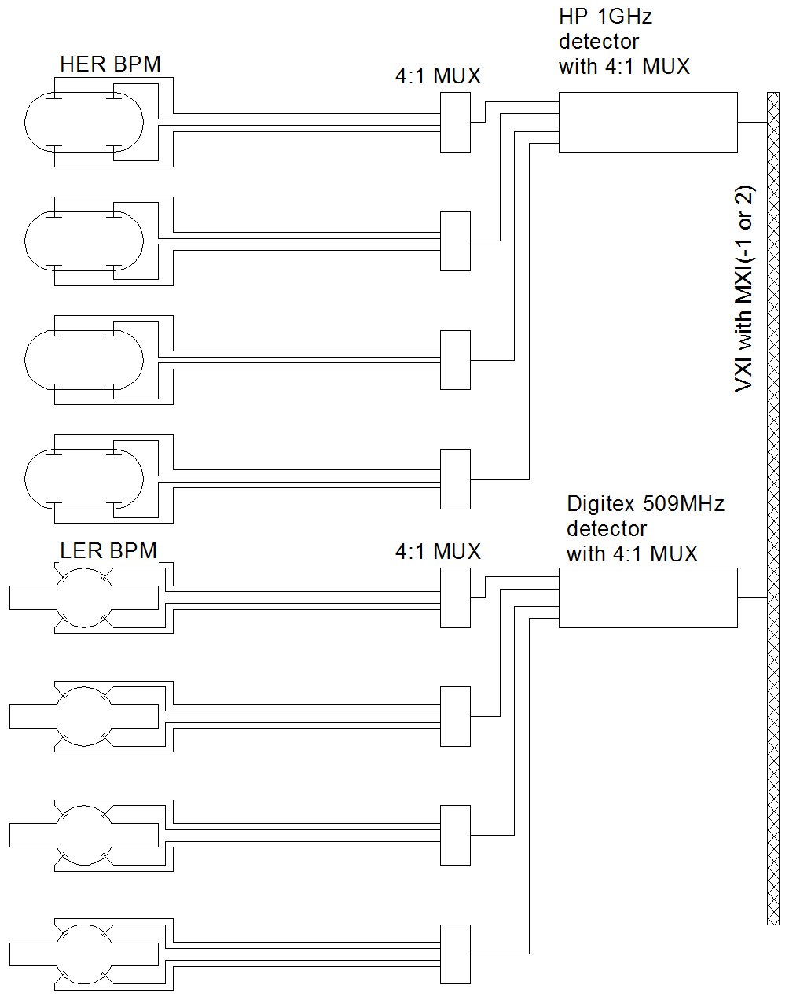 HP 1GHz
detector
with 4:1 MUX
HER BPM
4:1 MUX
VXI with MXI(-1 or 2)
Digitex 509MHz
detector
with 4:1 MUX
LER BPM
4:1 MUX